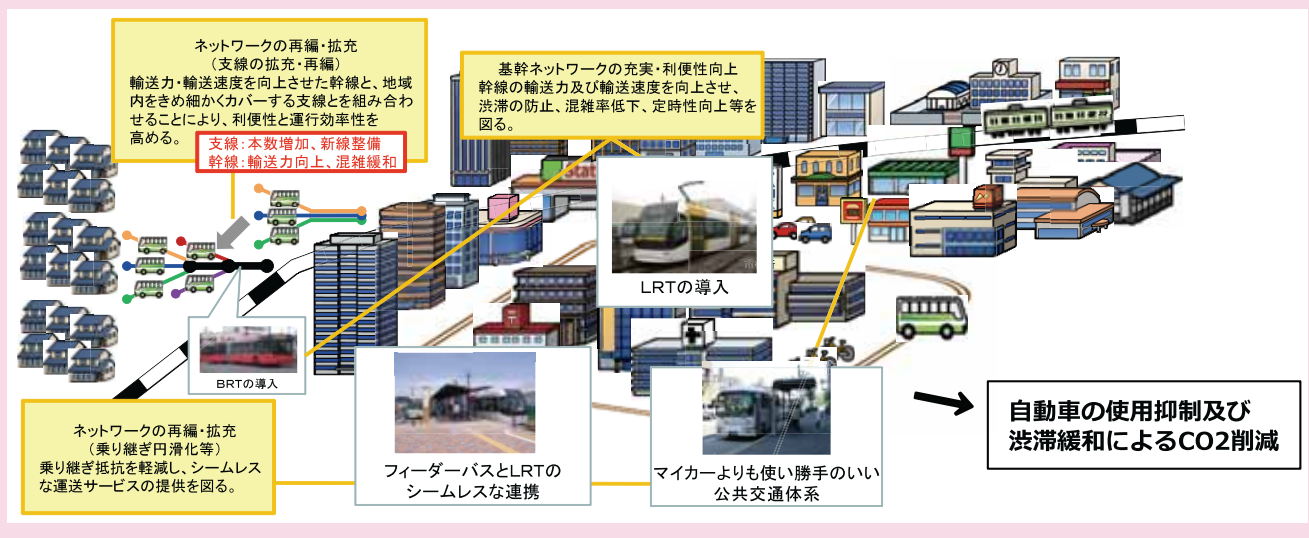 ネットワークの再編・拡充
（支線の拡充・再編）
輸送力・輸送速度を向上させた幹線と、地域
内をきめ細かくカバーする支線とを組み合わ
せることにより、利便性と運行効率性を
高める。
支線：本数増加、新線整備
幹線：輸送力向上、混雑緩和
基幹ネットワークの充実・利便性向上
幹線の輸送力及び輸送速度を向上させ、
渋滞の防止、混雑率低下、定時性向上等を
図る。
LRTの導入
BRTの導入
ネットワークの再編・拡充
（乗り継ぎ円滑化等）
乗り継ぎ抵抗を軽減し、シームレス
な運送サービスの提供を図る。
フィーダーバスとLRTの
シームレスな連携
マイカーよりも使い勝手のいい
公共交通体系
自動車の使用抑制及び
渋滞緩和によるCO2削減